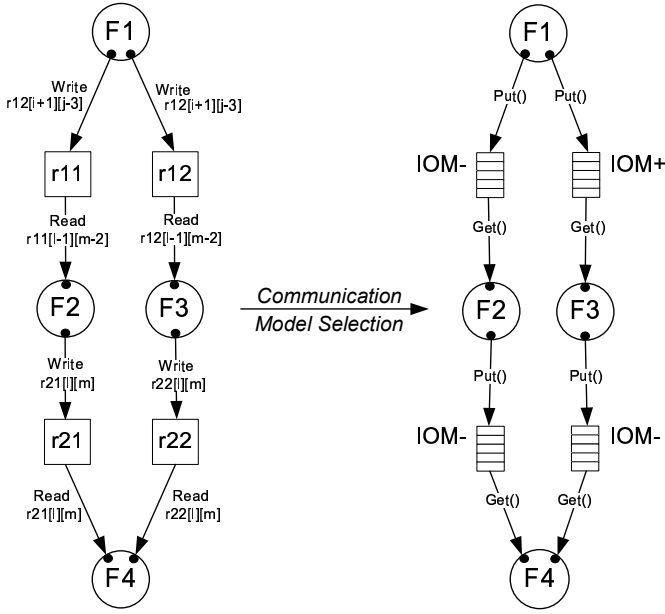 F1
Write
r12[i+1][j-3]
Write
r12[i+1][j-3]
r11
r12
Read
r11[l-1][m-2]
Read
r12[l-1][m-2]
F2
F3
Write
r21[l][m]
Write
r22[l][m]
r21
r22
Read
r21[l][m]
Read
r22[l][m]
F4
Communication
Model Selection
F1
Put()
Put()
IOM-
IOM+
Get()
Get()
F2
F3
Put()
Put()
IOM-
IOM-
Get()
Get()
F4